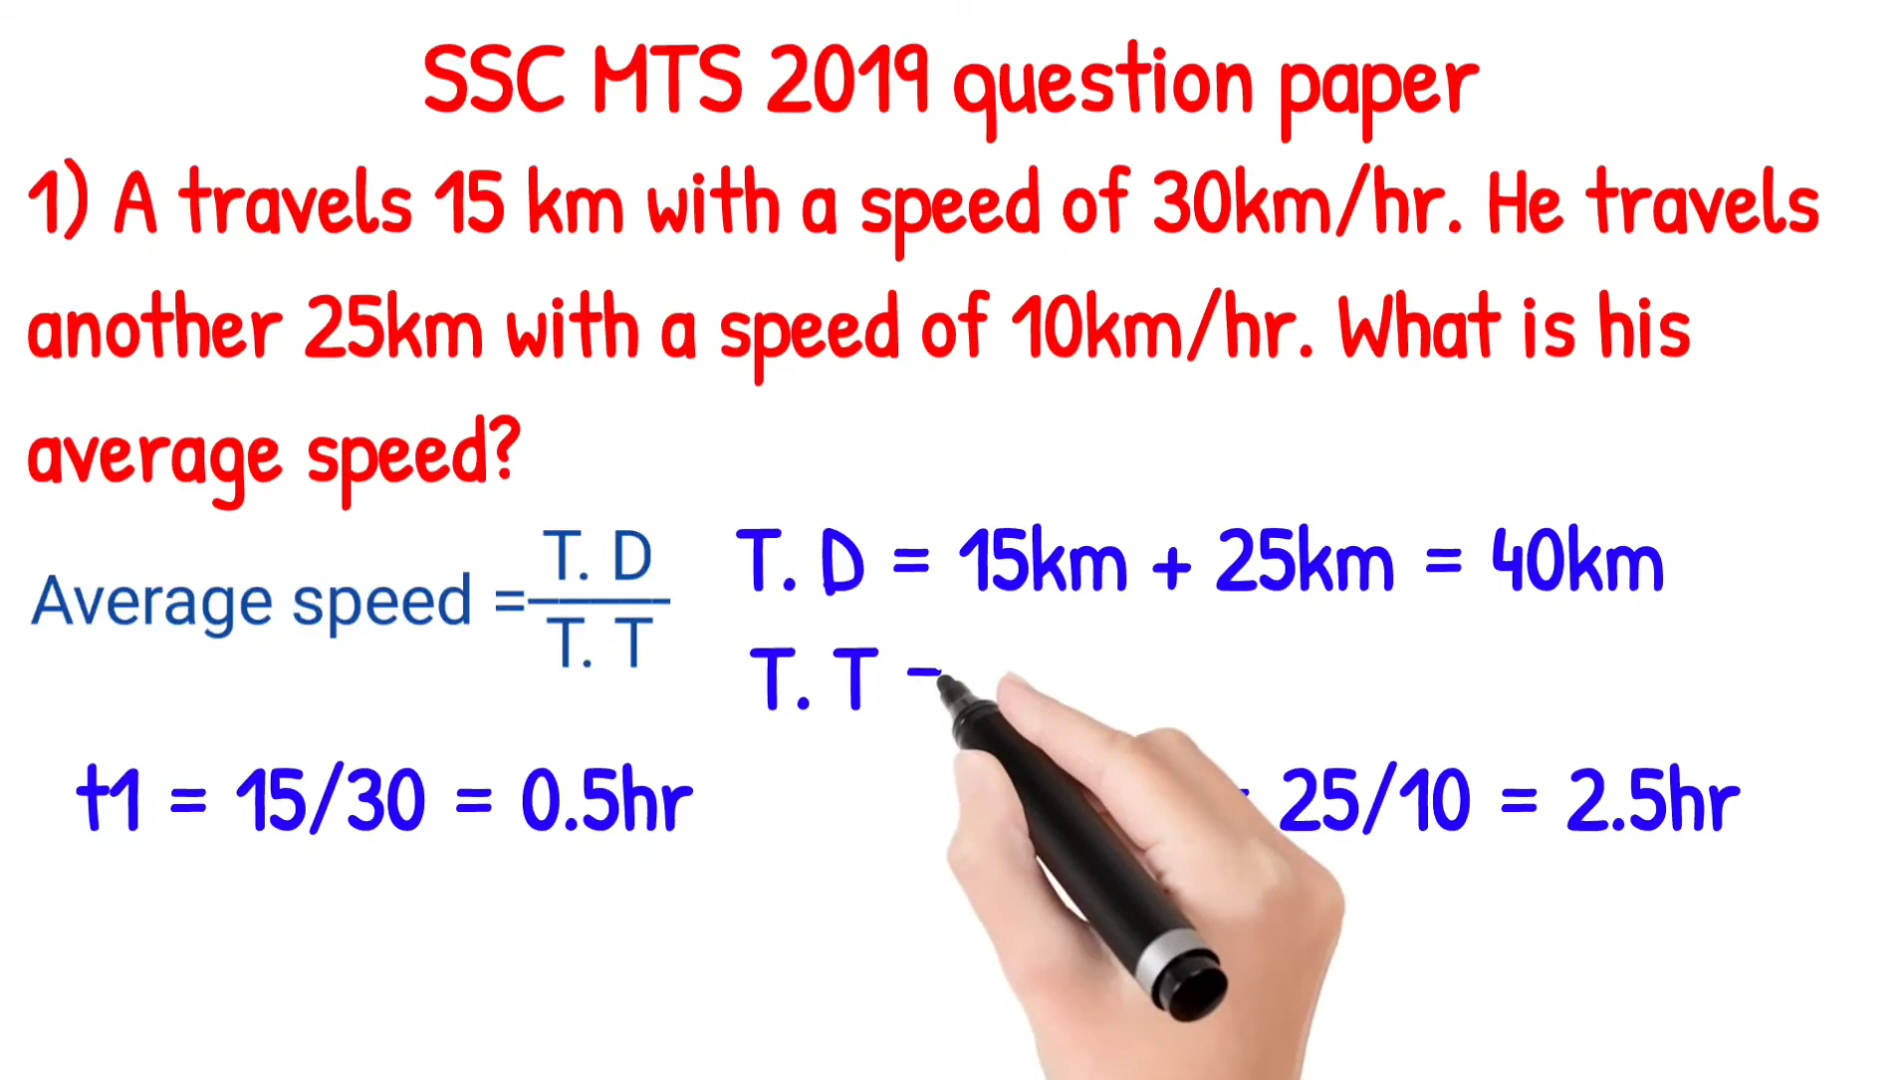 SSC MTS 2019 question paper
1) A travels 15 km with a speed of 30km/hr. He travels
another 25km with a speed of 10km/hr. What is his
average speed?
Average speed = T. D / T. T
T. D = 15km + 25km = 40km
T. T
t1 = 15/30 = 0.5hr
25/10 = 2.5hr